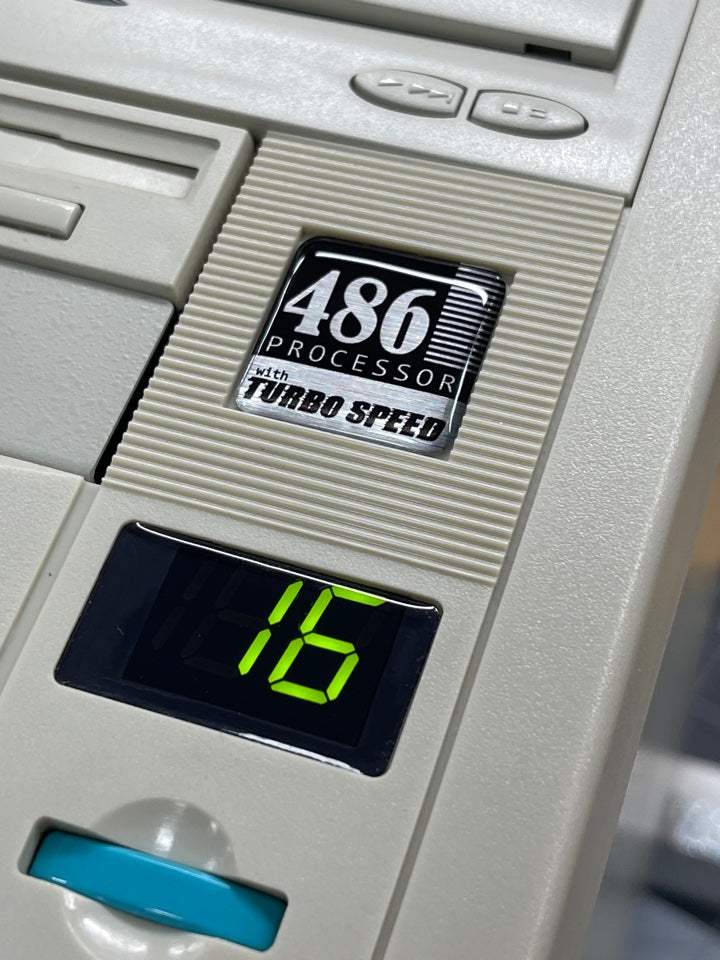 486
PROCESSOR
with
TURBO SPEED
16